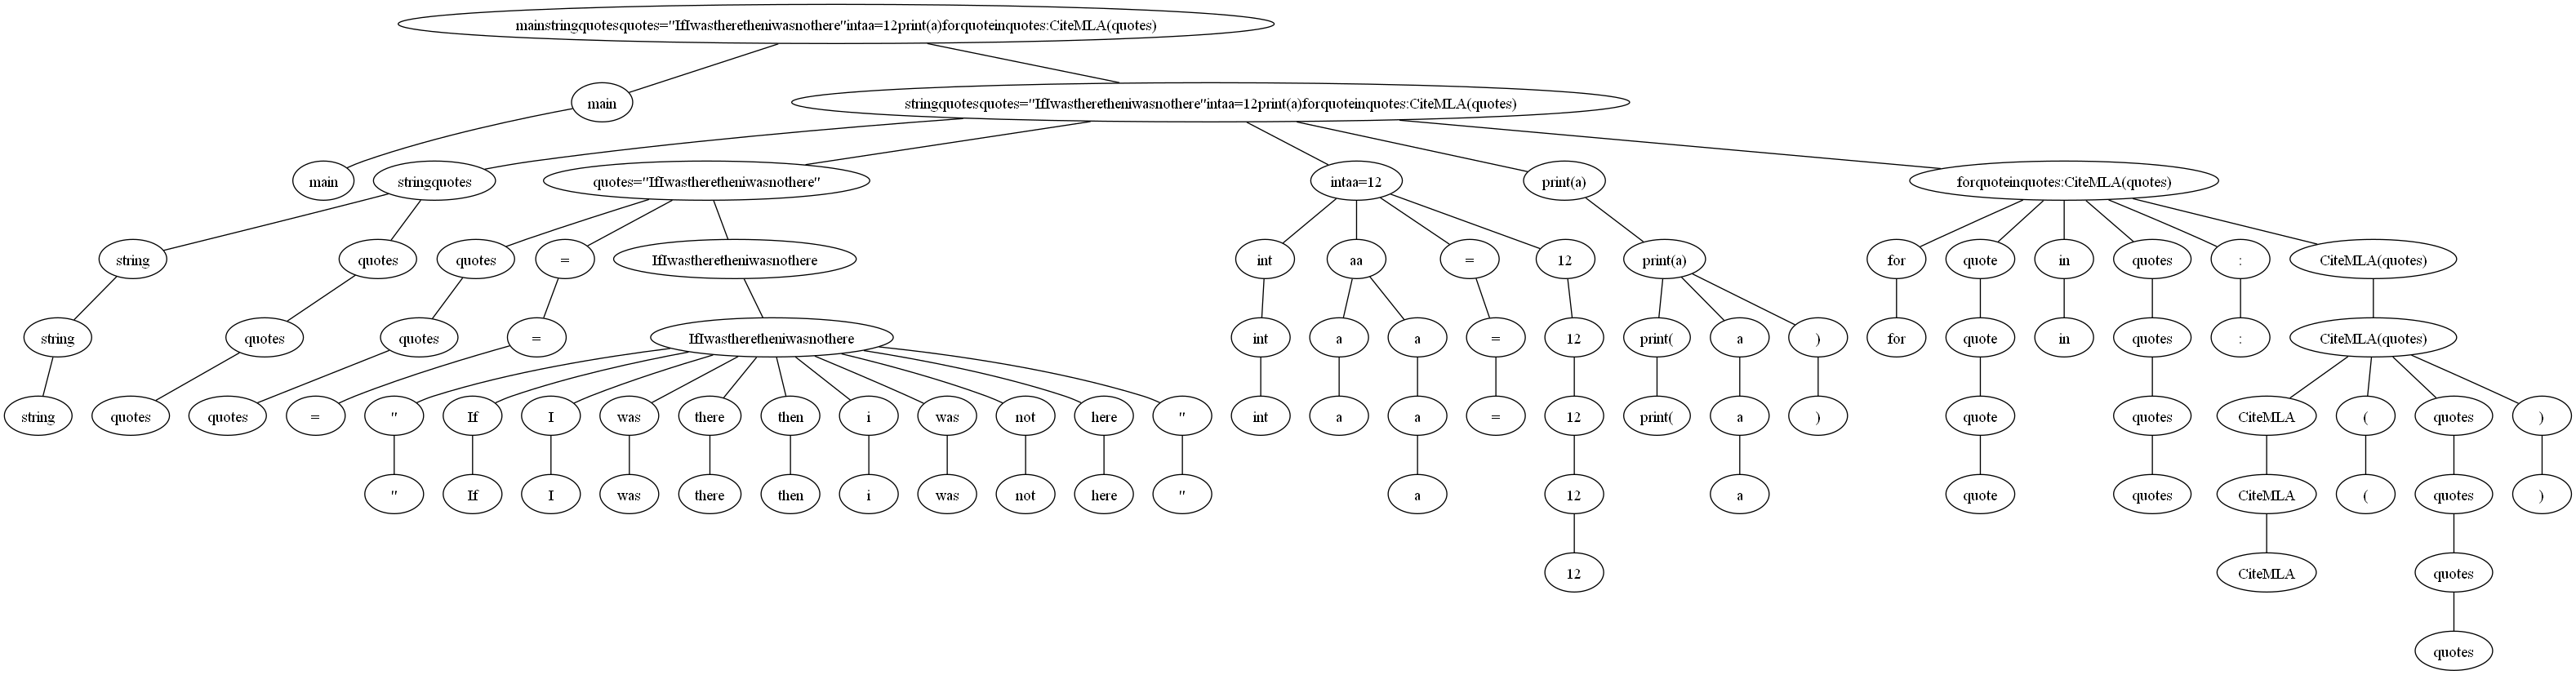 mainstringquotesquotes="IfIwastheretheniwasnothere"intaa=12print(a)forquoteinquotes:CiteMLA(quotes)
main stringquotesquotes="IfIwastheretheniwasnothere"intaa=12print(a)forquoteinquotes:CiteMLA(quotes)
main stringquotes quotes="IfIwastheretheniwasnothere" intaa=12 print(a) forquoteinquotes:CiteMLA(quotes)
string quotes quotes = IfIwastheretheniwasnothere int aa = 12 print(a) for quote in quotes : CiteMLA(quotes)
string quotes quotes = IfIwastheretheniwasnothere int a a = 12 print( a ) for quote in quotes : CiteMLA(quotes)
string quotes quotes = " If I was there then i was not here " int a a = 12 print( a ) quote quotes CiteMLA ( quotes )
" If I was there then i was not here " a 12 a quote quotes CiteMLA ( quotes )
12 CiteMLA quotes
quotes